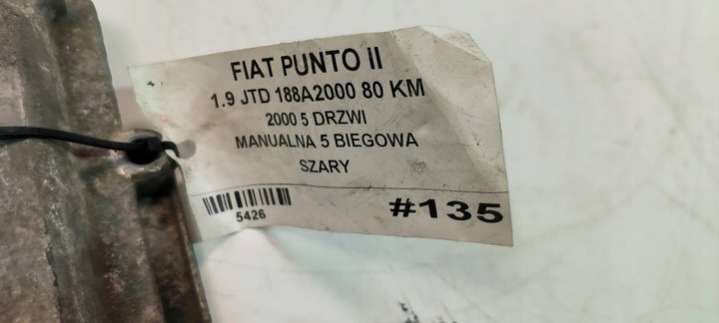 FIAT PUNTO II
1.9 JTD 188A2000 80 KM
2000 5 DRZWI
MANUALNA 5 BIEGOWA
SZARY
5426
#135